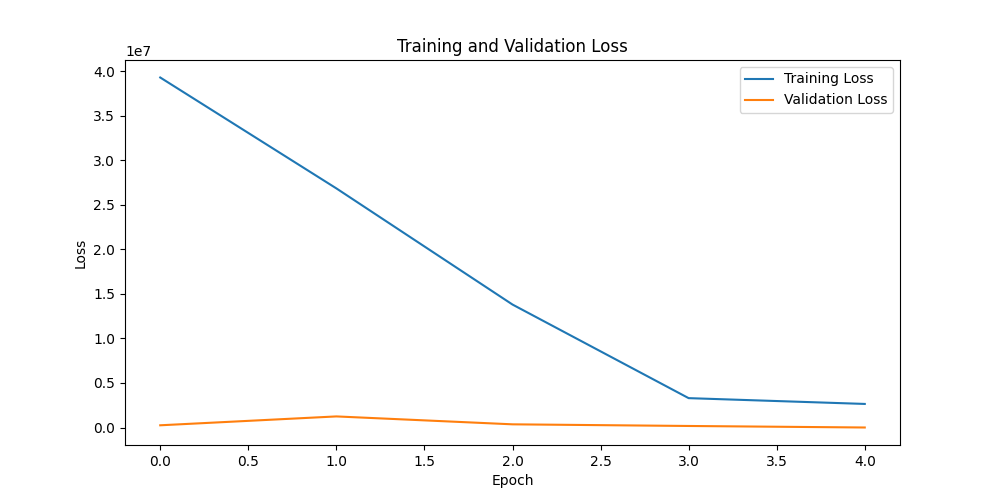 Training and Validation Loss
1e7
Training Loss
Validation Loss
4.0
3.5
3.0
2.5
2.0
1.5
1.0
0.5
0.0
Loss
0.0 0.5 1.0 1.5 2.0 2.5 3.0 3.5 4.0
Epoch